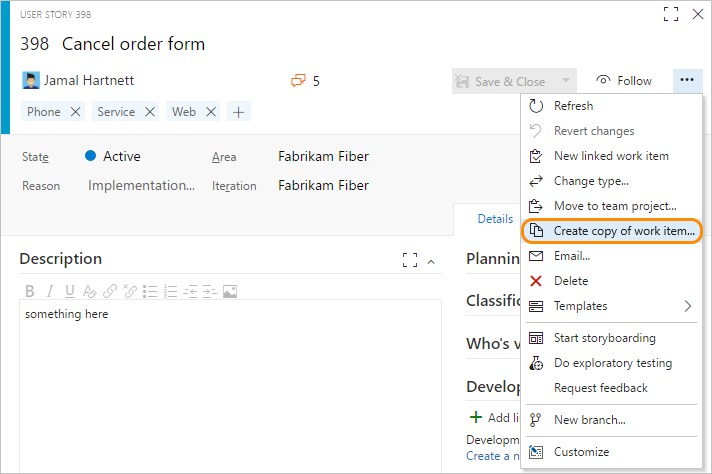 USER STORY 398
398 Cancel order form
Jamal Hartnett
5
Save & Close
Follow
Phone
Service
Web
State
Active
Area
Fabrikam Fiber
Reason
Implementation...
Iteration
Fabrikam Fiber
Details
Description
B I U
something here
Planning
Classific
Who's v
Develop
Add li
Developm
Create a n
Refresh
Revert changes
New linked work item
Change type...
Move to team project...
Create copy of work item...
Email...
Delete
Templates
Start storyboarding
Do exploratory testing
Request feedback
New branch...
Customize